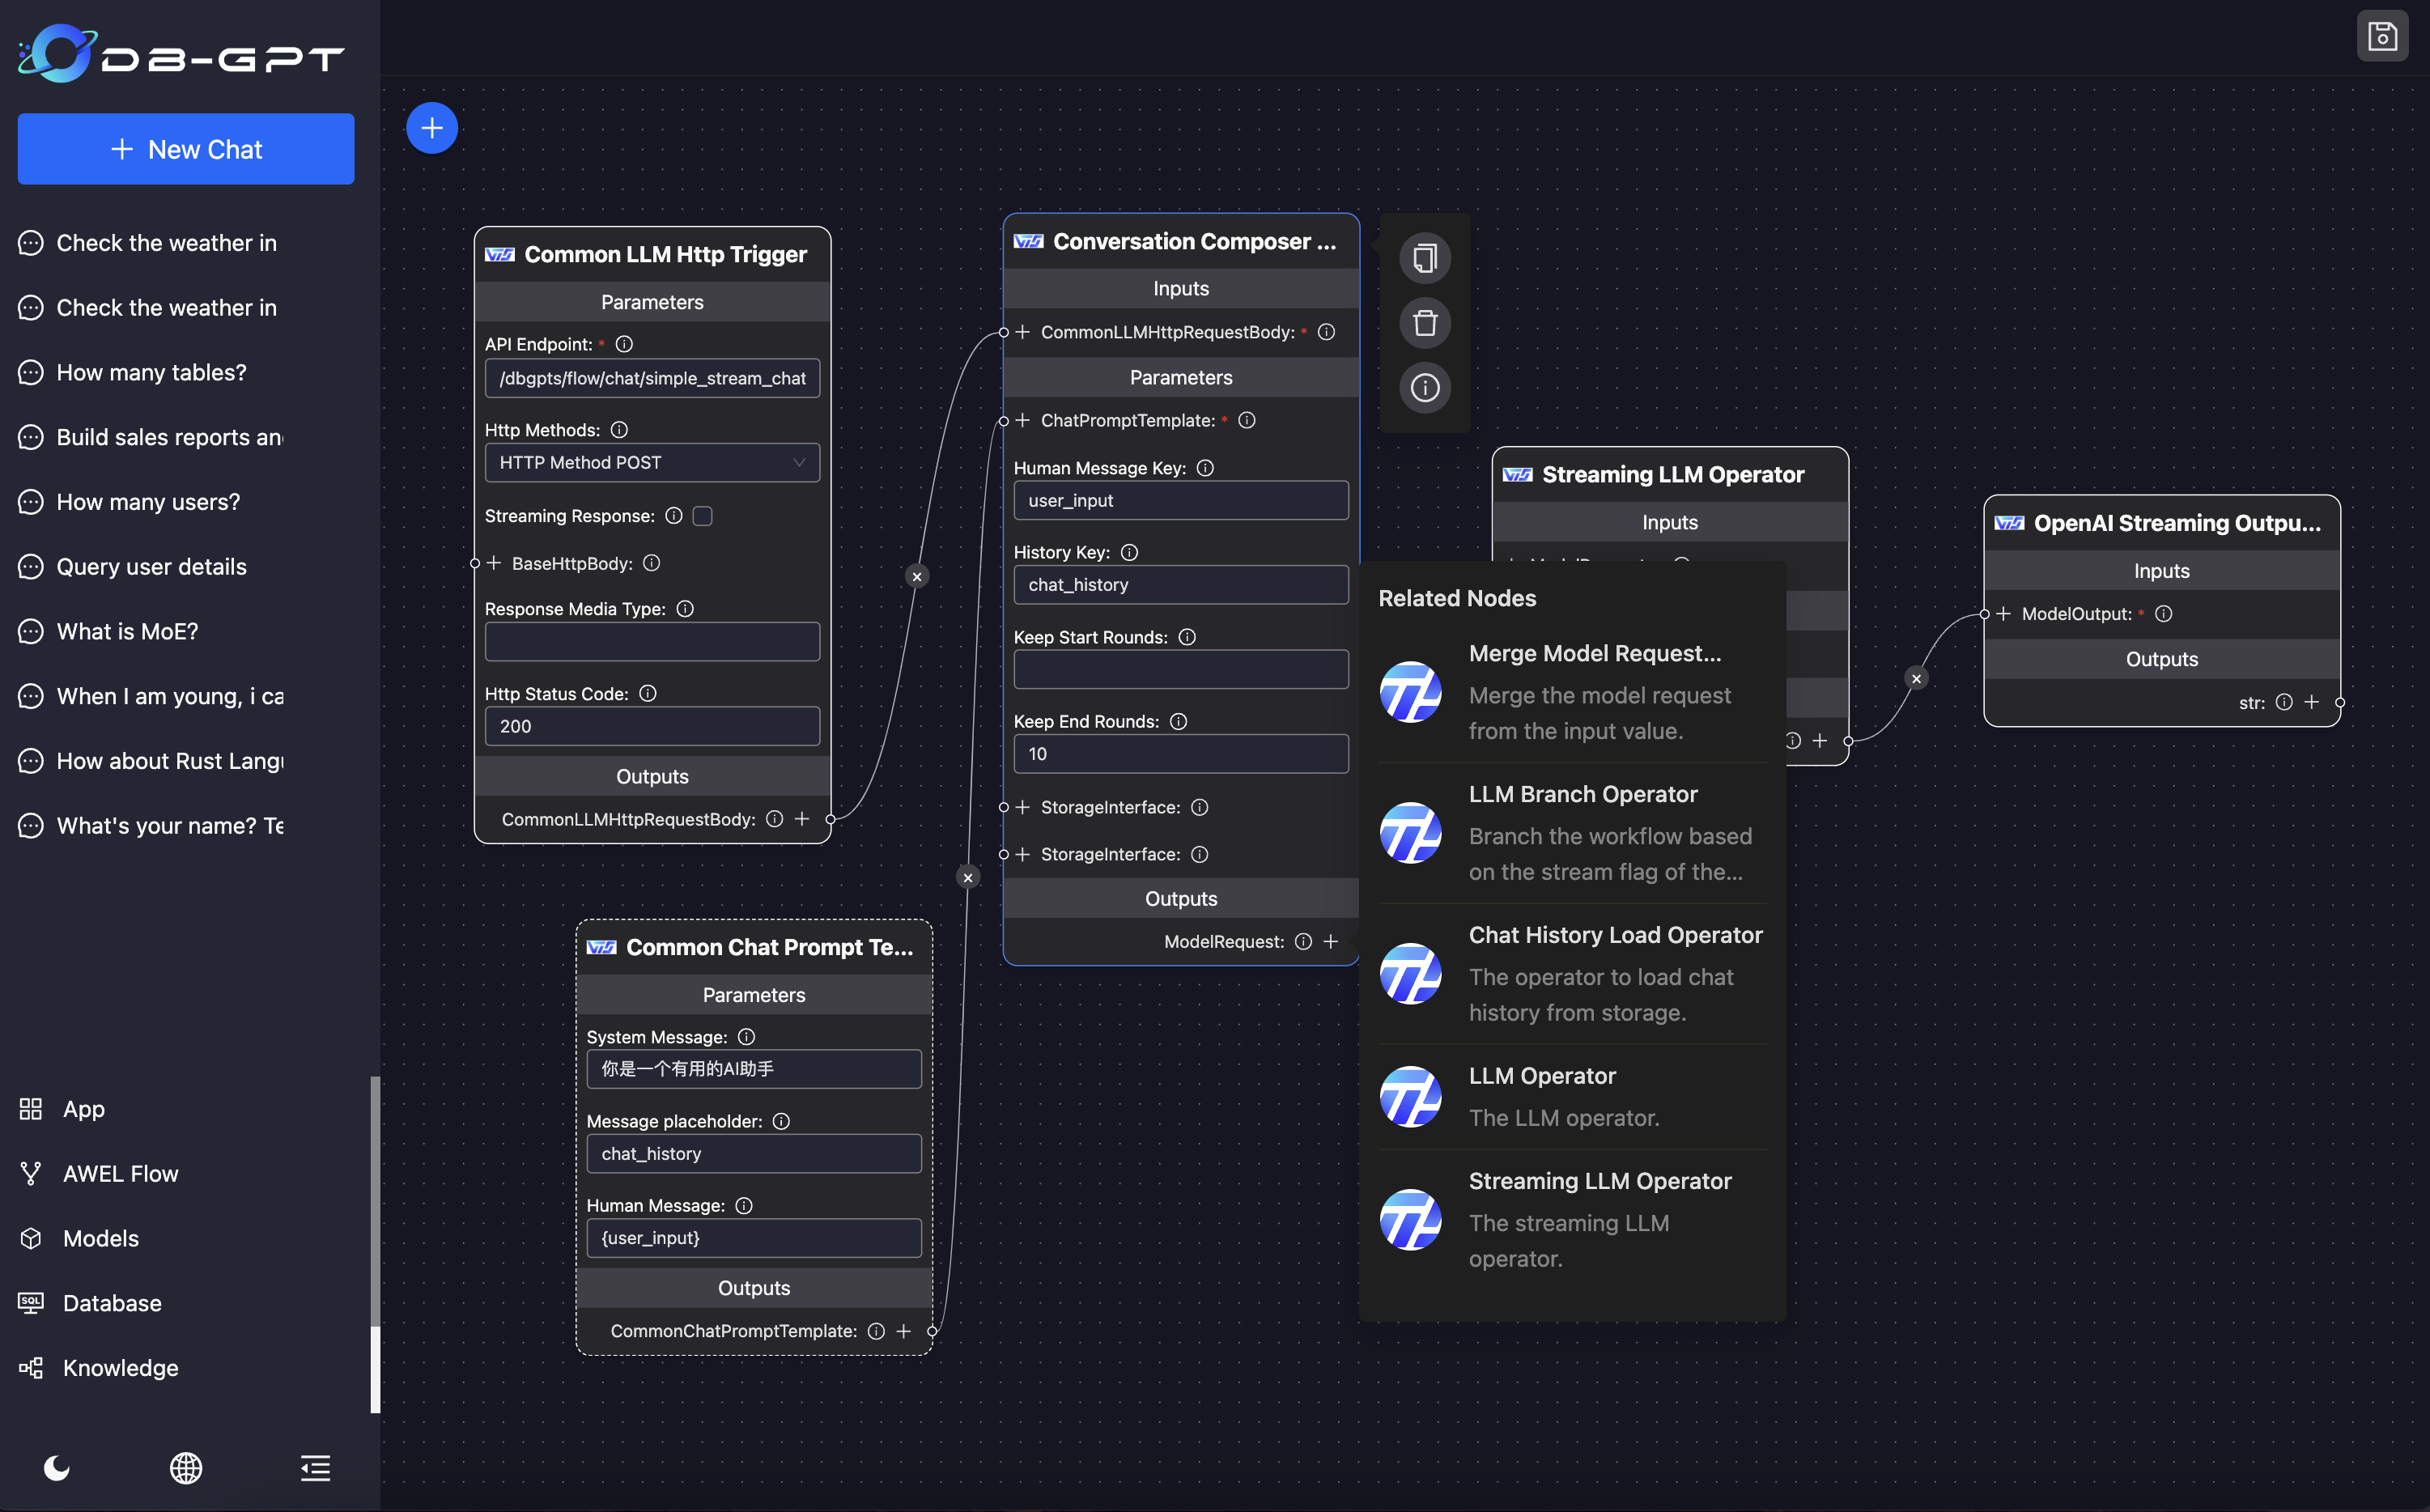 DB-GPT
+ New Chat
Check the weather in
Check the weather in
How many tables?
Build sales reports an
How many users?
Query user details
What is MoE?
When I am young, i ca
How about Rust Lang
What's your name? Te
App
AWEL Flow
Models
SQL
Database
Knowledge
Common LLM Http Trigger
Parameters
API Endpoint: *
/dbgpts/flow/chat/simple_stream_chat
Http Methods:
HTTP Method POST
Streaming Response:
+ BaseHttpBody:
Response Media Type:
Http Status Code:
200
Outputs
CommonLLMHttpRequestBody: +
Common Chat Prompt Te...
Parameters
System Message:
你是一个有用的AI助手
Message placeholder:
chat_history
Human Message:
{user_input}
Outputs
CommonChatPromptTemplate: +
Conversation Composer ...
Inputs
+ CommonLLMHttpRequestBody: *
Parameters
+ ChatPromptTemplate: *
Human Message Key:
user_input
History Key:
chat_history
Keep Start Rounds:
Keep End Rounds:
10
+ StorageInterface:
+ StorageInterface:
Outputs
ModelRequest: +
Streaming LLM Operator
Inputs
Related Nodes
Merge Model Request...
Merge the model request
from the input value.
LLM Branch Operator
Branch the workflow based
on the stream flag of the...
Chat History Load Operator
The operator to load chat
history from storage.
LLM Operator
The LLM operator.
Streaming LLM Operator
The streaming LLM
operator.
OpenAI Streaming Outpu...
Inputs
+ ModelOutput: *
Outputs
str: +